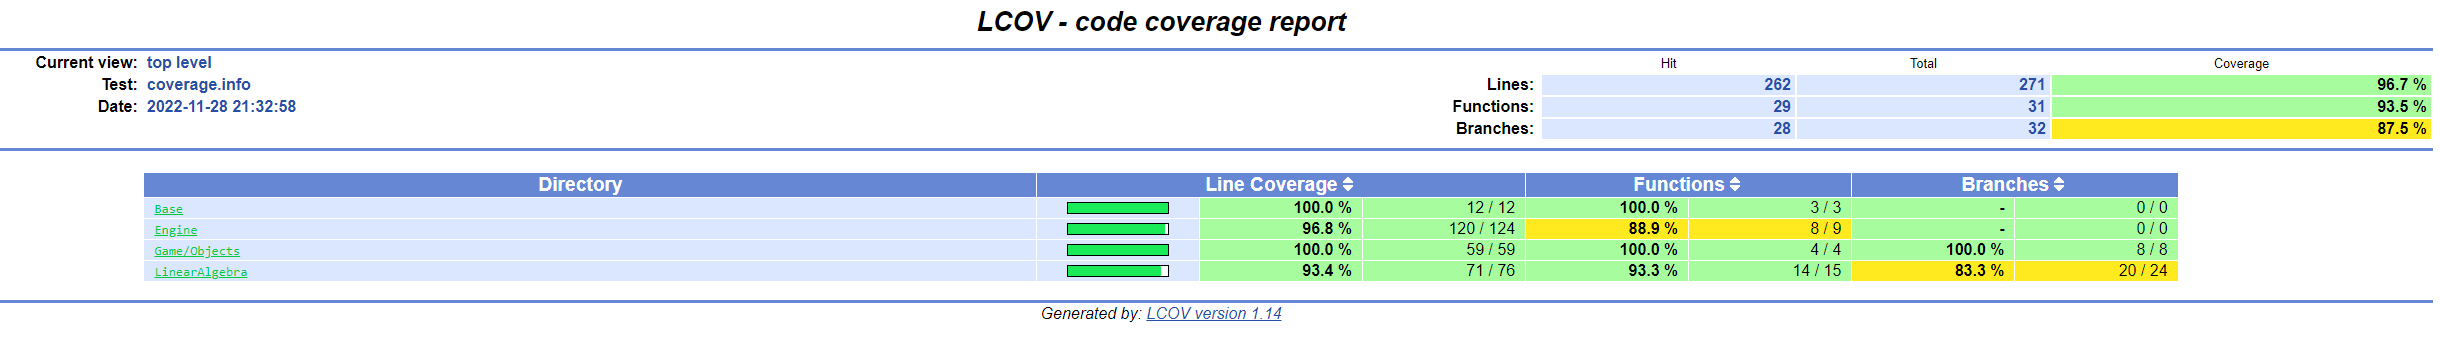 LCOV - code coverage report
Current view: top level
Hit Total Coverage
Test: coverage.info
Lines: 262 271 96.7 %
Date: 2022-11-28 21:32:58
Functions: 29 31 93.5 %
Branches: 28 32 87.5 %
Directory Line Coverage Functions Branches
Base 100.0 % 12 / 12 100.0 % 3 / 3 - 0 / 0
Engine 96.8 % 120 / 124 88.9 % 8 / 9 - 0 / 0
Game/Objects 100.0 % 59 / 59 100.0 % 4 / 4 100.0 % 8 / 8
LinearAlgebra 93.4 % 71 / 76 93.3 % 14 / 15 83.3 % 20 / 24
Generated by: LCOV version 1.14